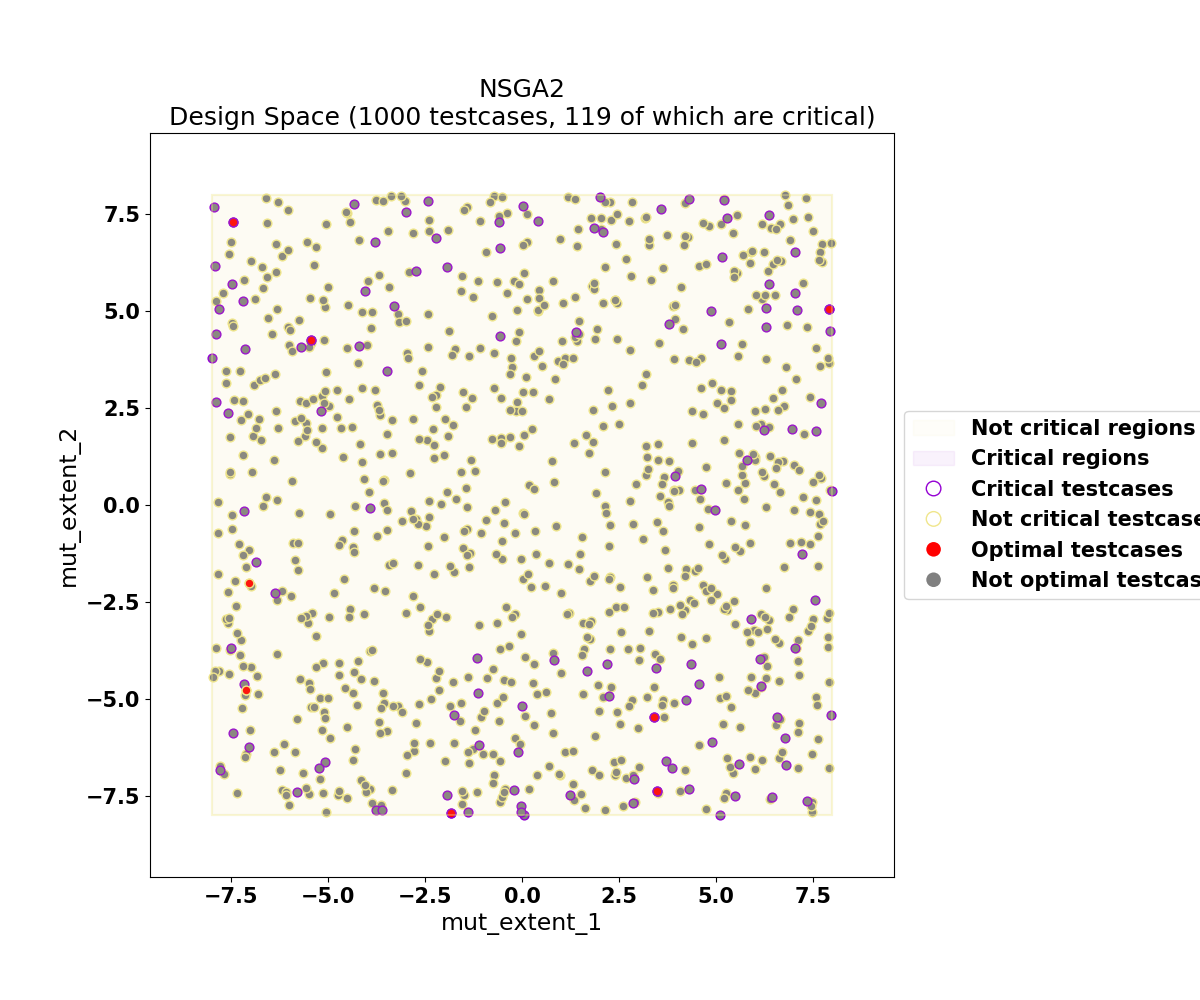 NSGA2
Design Space (1000 testcases, 119 of which are critical)
7.5
5.0
2.5
0.0
−2.5
−5.0
−7.5
mut_extent_2
−7.5 −5.0 −2.5 0.0 2.5 5.0 7.5
mut_extent_1
Not critical regions
Critical regions
Critical testcases
Not critical testcase
Optimal testcases
Not optimal testcas